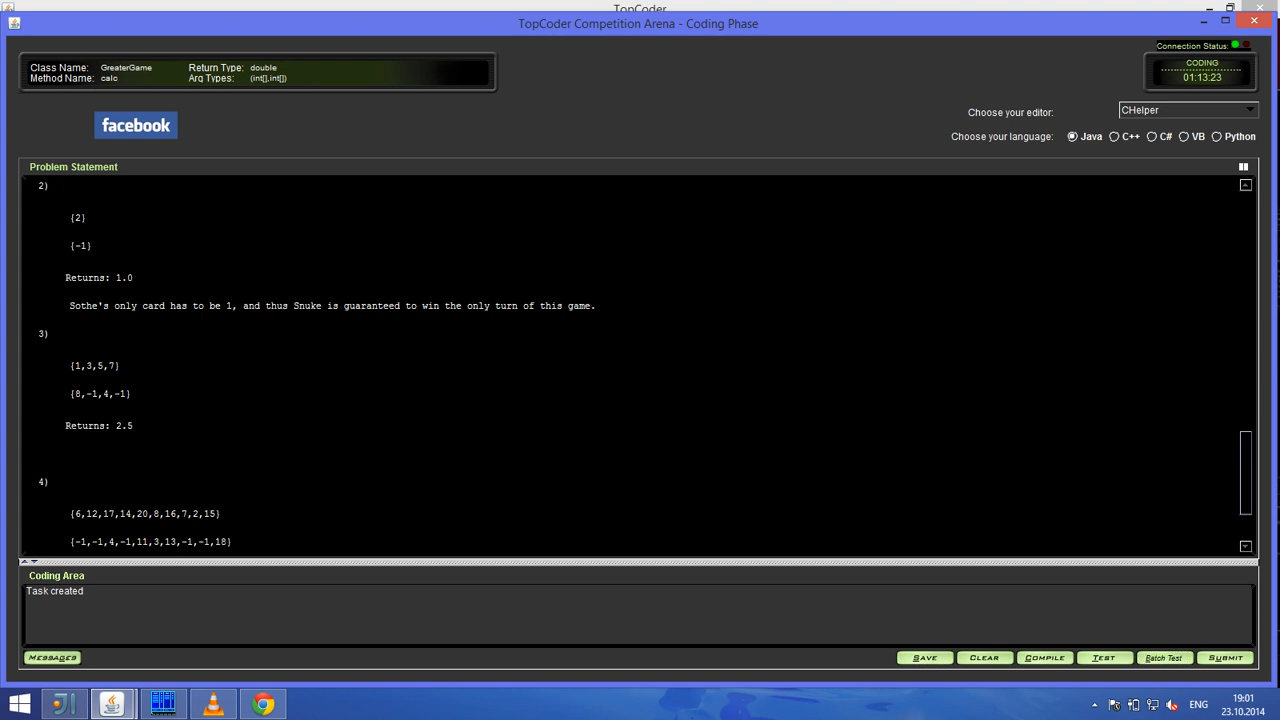 TopCoder
TopCoder Competition Arena - Coding Phase
Connection Status:
Class Name: GreaterGame Return Type: double
Method Name: calc Arg Types: (int[],int[])
CODING
01:13:23
facebook
Choose your editor: CHelper
Choose your language: Java C++ C# VB Python
Problem Statement
2)
{2}
{-1}
Returns: 1.0
Sothe's only card has to be 1, and thus Snuke is guaranteed to win the only turn of this game.
3)
{1,3,5,7}
{8,-1,4,-1}
Returns: 2.5
4)
{6,12,17,14,20,8,16,7,2,15}
{-1,-1,4,-1,11,3,13,-1,-1,18}
Coding Area
Task created
MESSAGES SAVE CLEAR COMPILE TEST Batch Test SUBMIT
ENG
19:01
23.10.2014